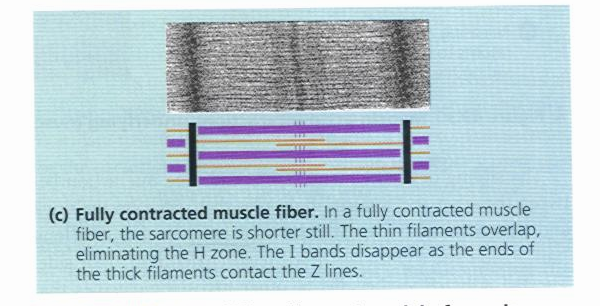 (c) Fully contracted muscle fiber. In a fully contracted muscle
fiber, the sarcomere is shorter still. The thin filaments overlap,
eliminating the H zone. The I bands disappear as the ends of
the thick filaments contact the Z lines.